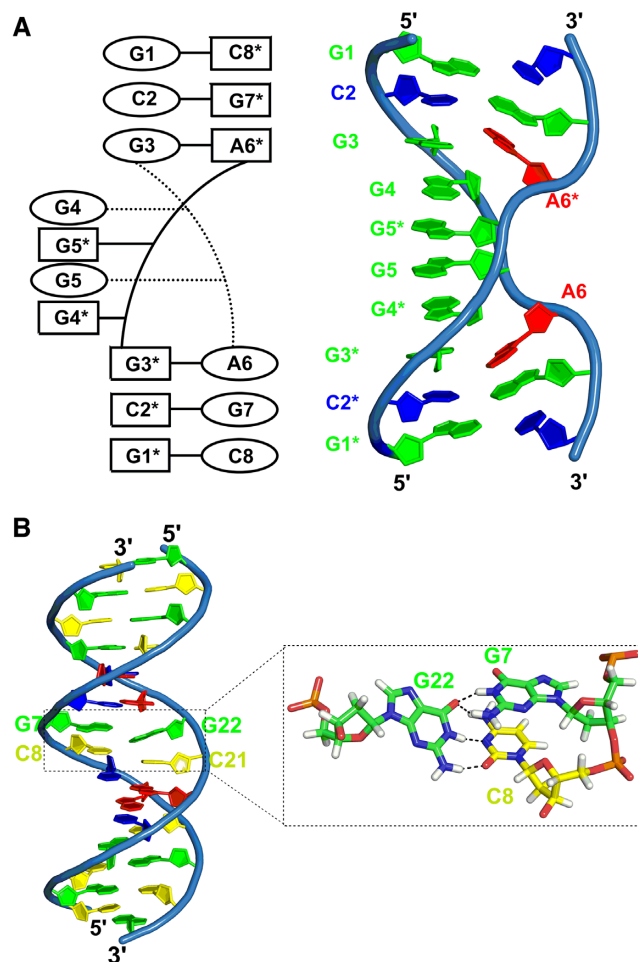 A
G1 C8*
C2 G7*
G3 A6*
G4
G5*
G5
G4*
G3* A6
C2* G7
G1* C8
5' 3'
G1
C2
G3
G4
A6*
G5*
G5
A6
G4*
G3*
C2*
G1*
5' 3'
B
3' 5'
G7 G22
C8 C21
5'
3'
G7
G22
C8